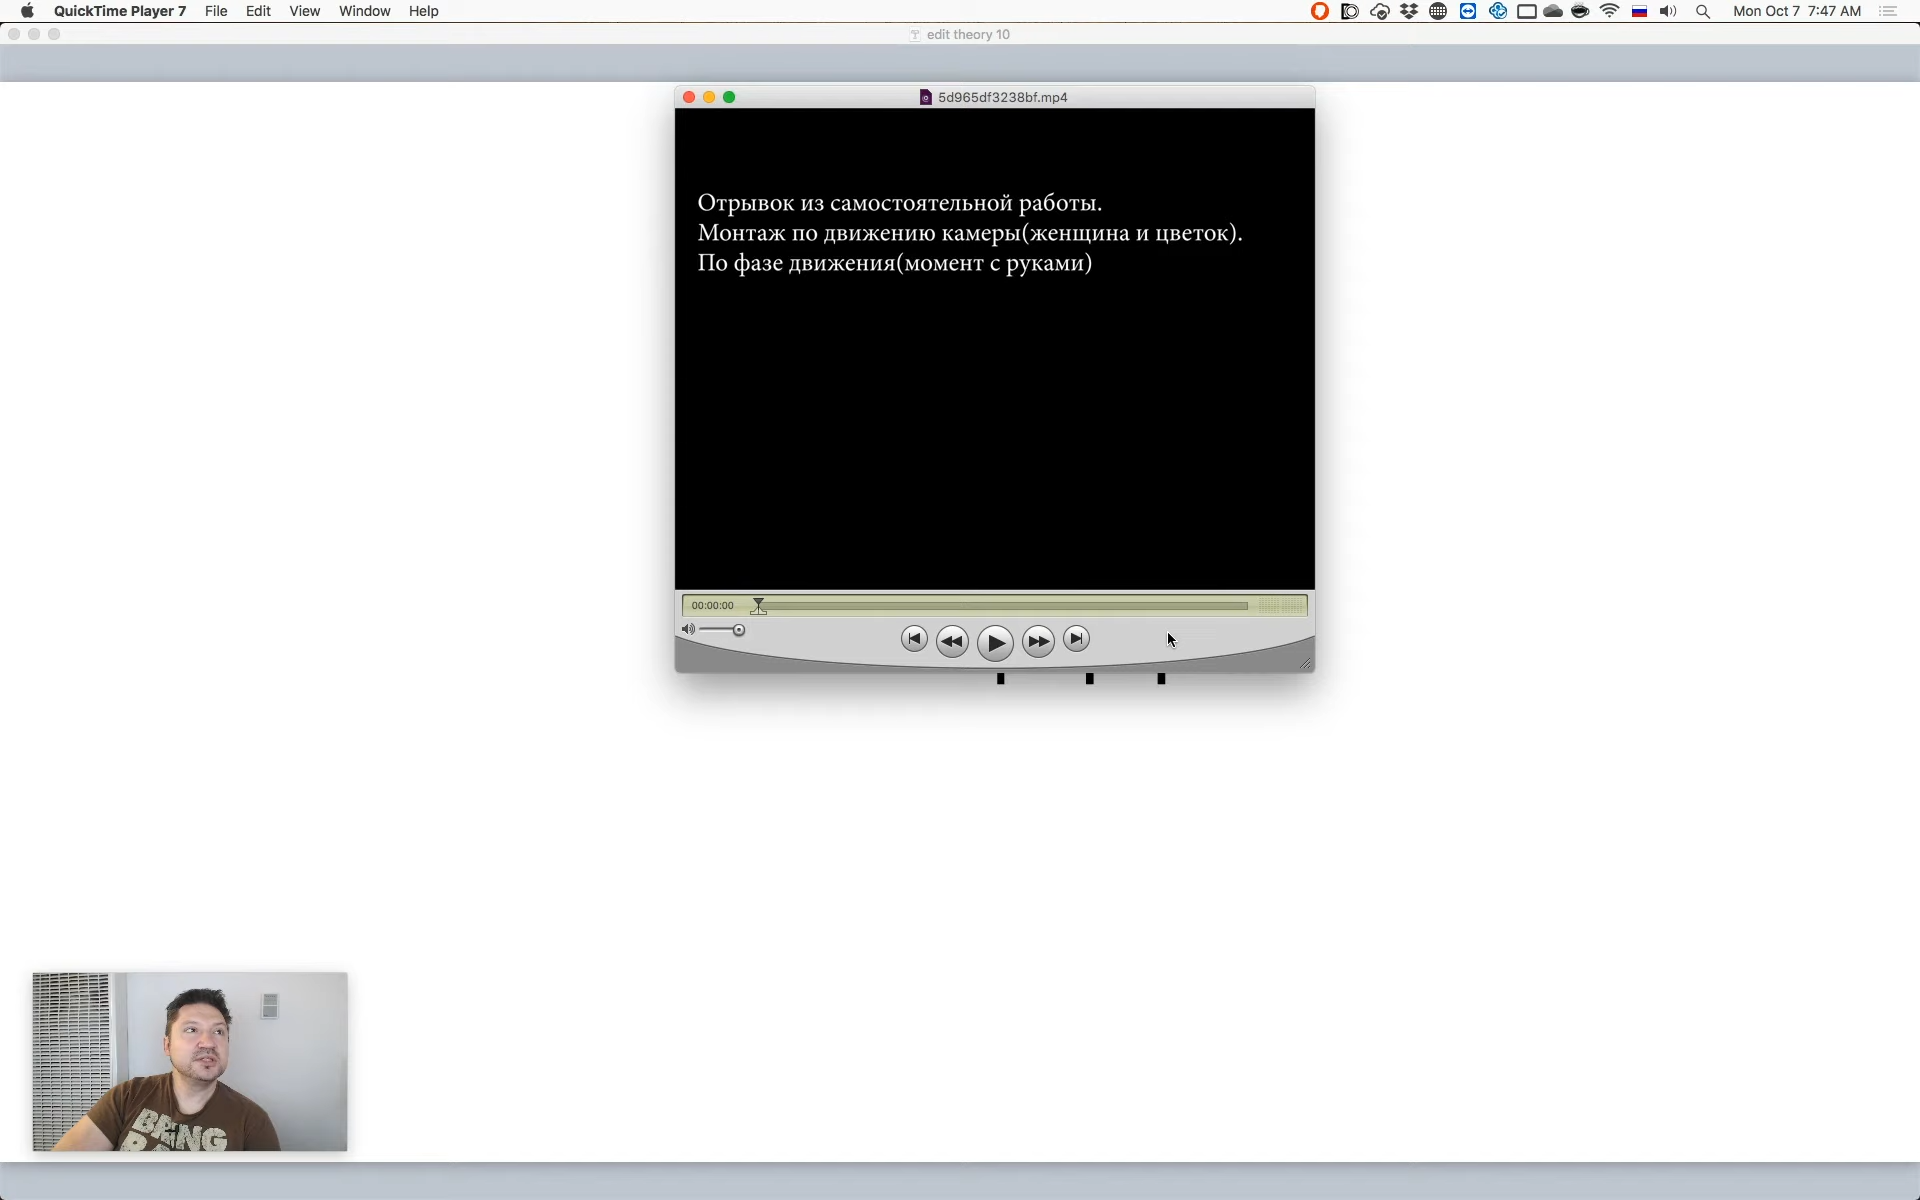 QuickTime Player 7 File Edit View Window Help Mon Oct 7 7:47 AM
edit theory 10
5d965df3238bf.mp4
Отрывок из самостоятельной работы.
Монтаж по движению камеры(женщина и цветок).
По фазе движения(момент с руками)
00:00:00
BRING